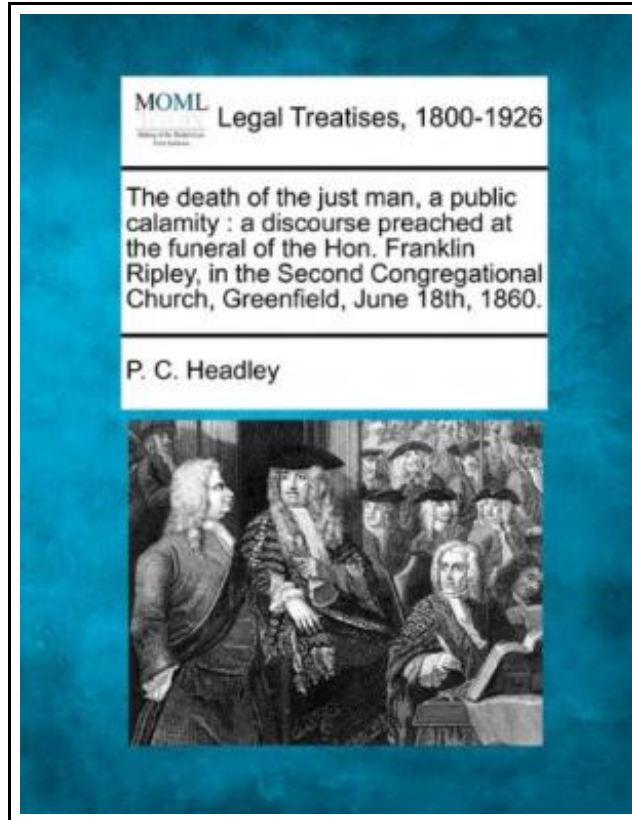 MOML
Legal Treatises, 1800-1926
The death of the just man, a public
calamity : a discourse preached at
the funeral of the Hon. Franklin
Ripley, in the Second Congregational
Church, Greenfield, June 18th, 1860.
P. C. Headley